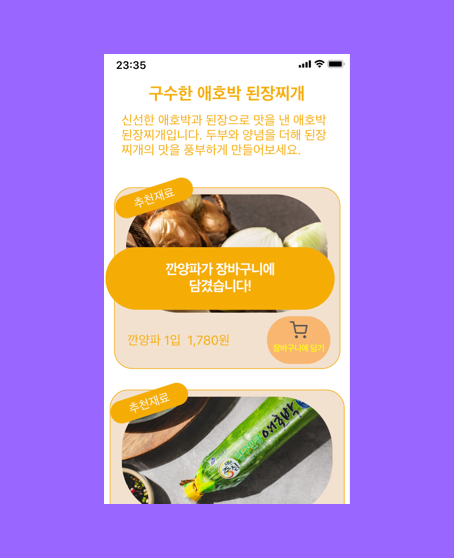 23:35
구수한 애호박 된장찌개
신선한 애호박과 된장으로 맛을 낸 애호박
된장찌개입니다. 두부와 양념을 더해 된장
찌개의 맛을 풍부하게 만들어보세요.
추천재료
깐양파가 장바구니에
담겼습니다!
깐양파 1입 1,780원
장바구니에 담기
추천재료
애호박